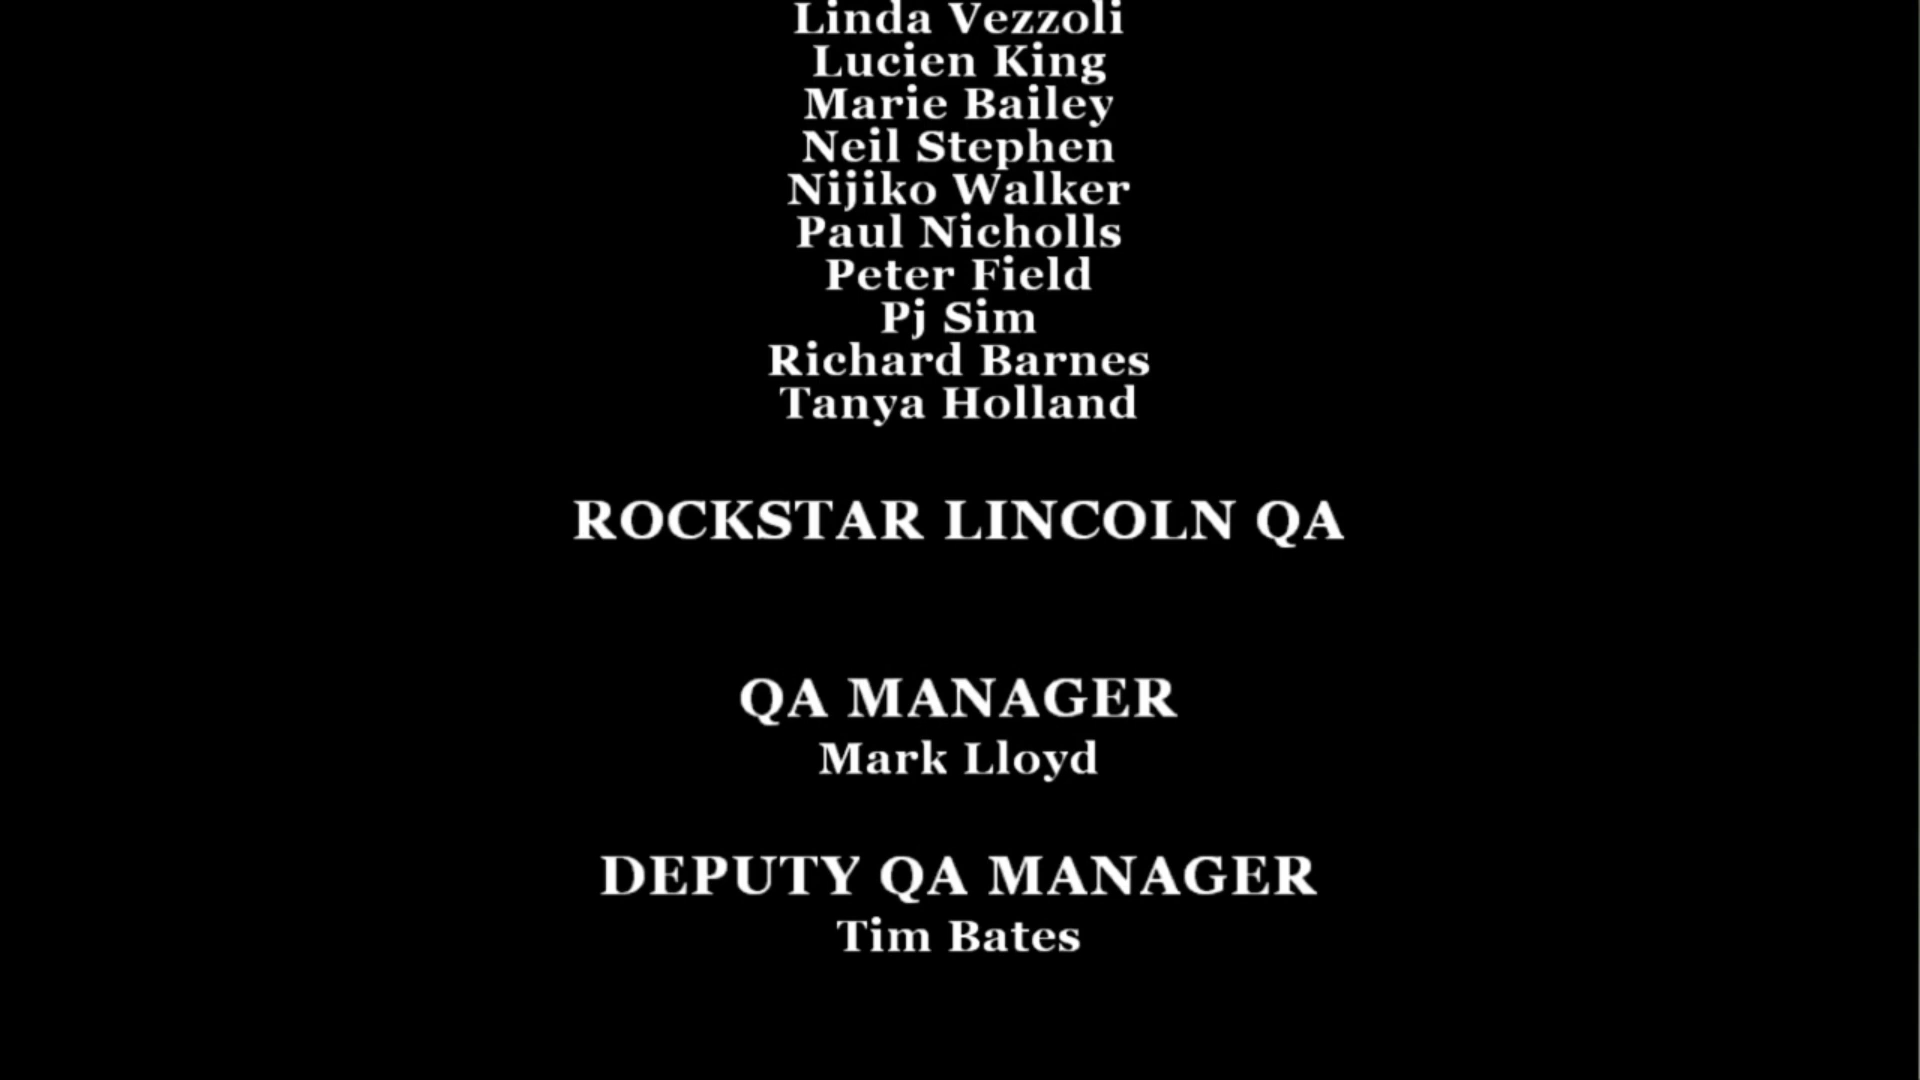 Linda Vezzoli
Lucien King
Marie Bailey
Neil Stephen
Nijiko Walker
Paul Nicholls
Peter Field
Pj Sim
Richard Barnes
Tanya Holland
ROCKSTAR LINCOLN QA
QA MANAGER
Mark Lloyd
DEPUTY QA MANAGER
Tim Bates